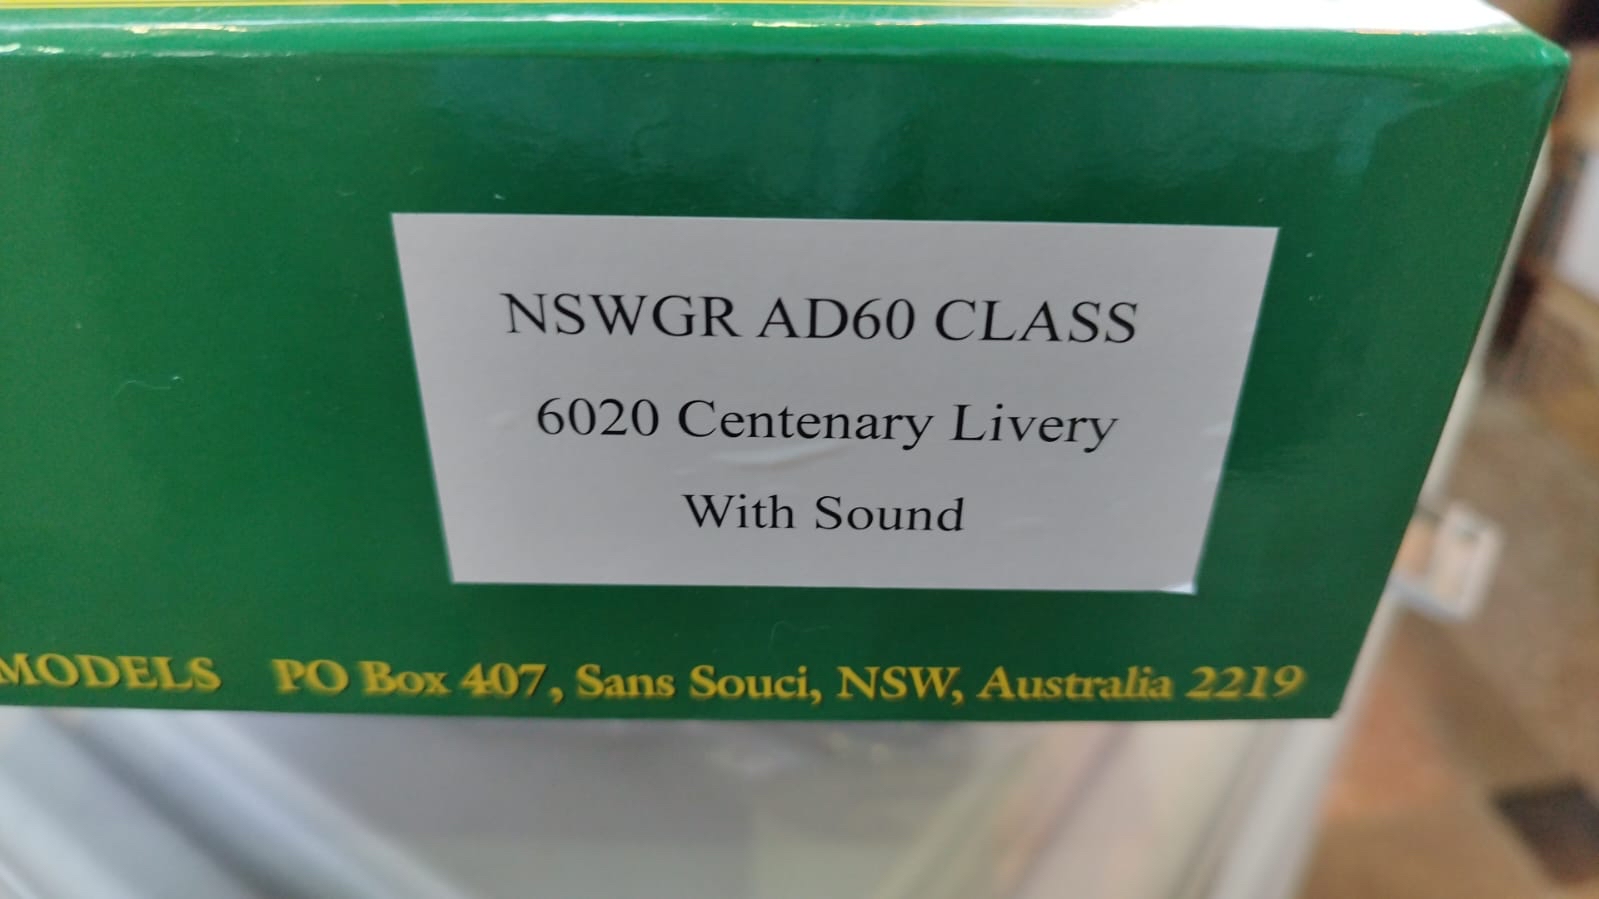 NSWGR AD60 CLASS
6020 Centenary Livery
With Sound
MODELS PO Box 407, Sans Souci, NSW, Australia 2219